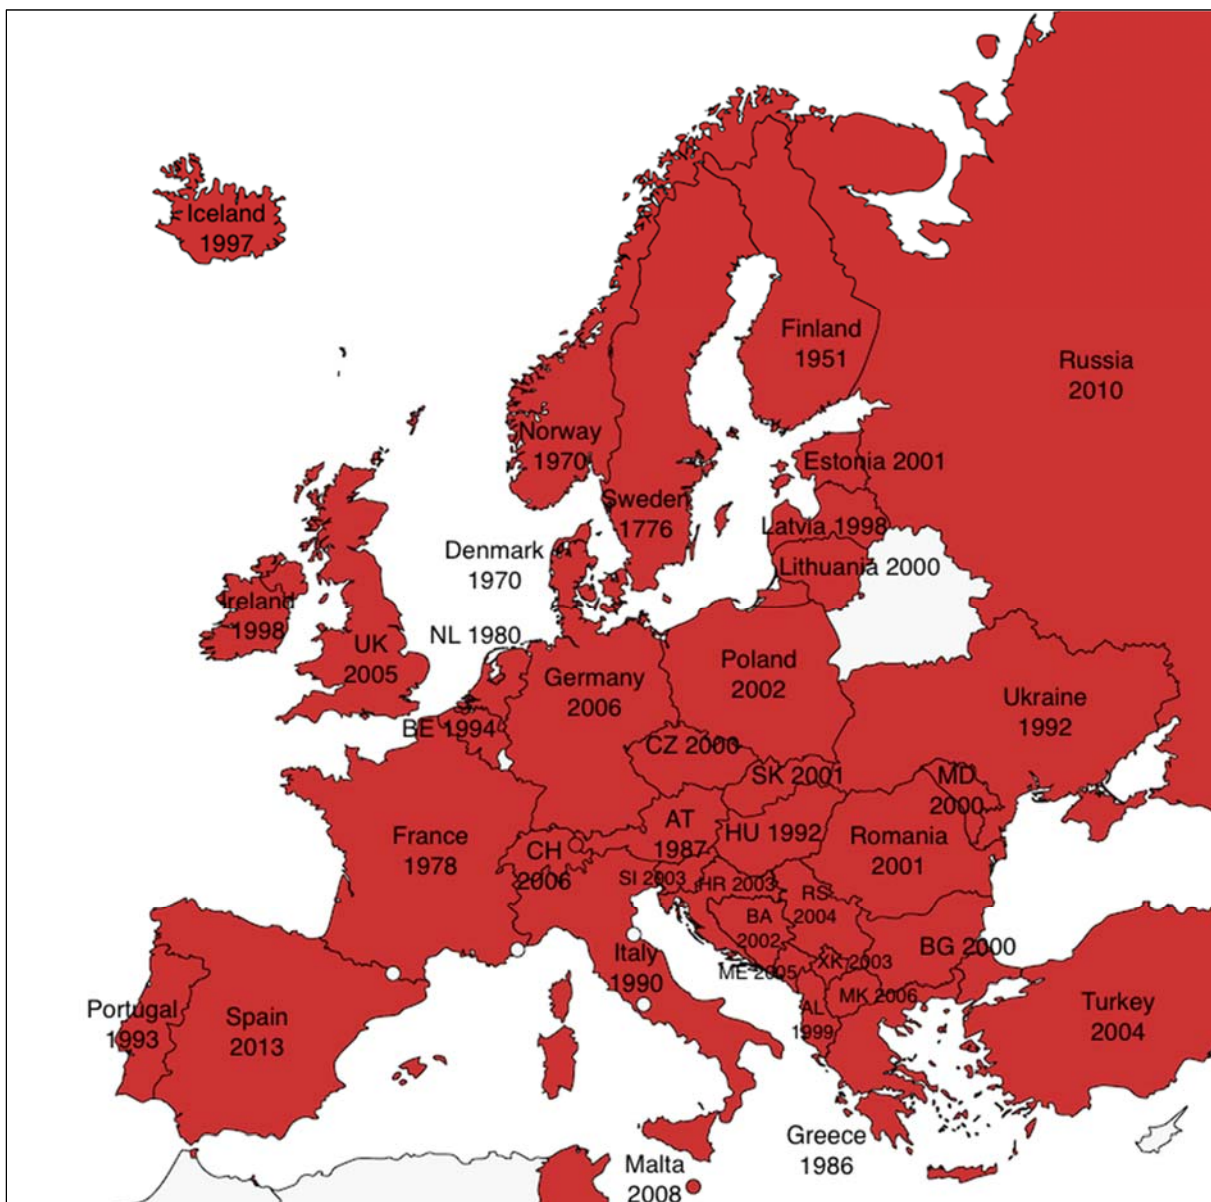 Iceland
1997
Finland
1951
Russia
2010
Norway
1970
Estonia 2001
Sweden
1776
Latvia 1998
Denmark
1970
Lithuania 2000
Ireland
1998
NL 1980
UK
2005
Poland
2002
Germany
2006
Ukraine
1992
BE 1994
CZ 2000
SK 2001
MD
2000
AT
1987
HU 1992
France
1978
Romania
2001
CH
2006
SI 2003
HR 2003
RS
2004
BA
2002
BG 2000
Italy
1990
XK 2003
ME 2005
MK 2006
Portugal
1993
Spain
2013
AL
1999
Turkey
2004
Greece
1986
Malta
2008